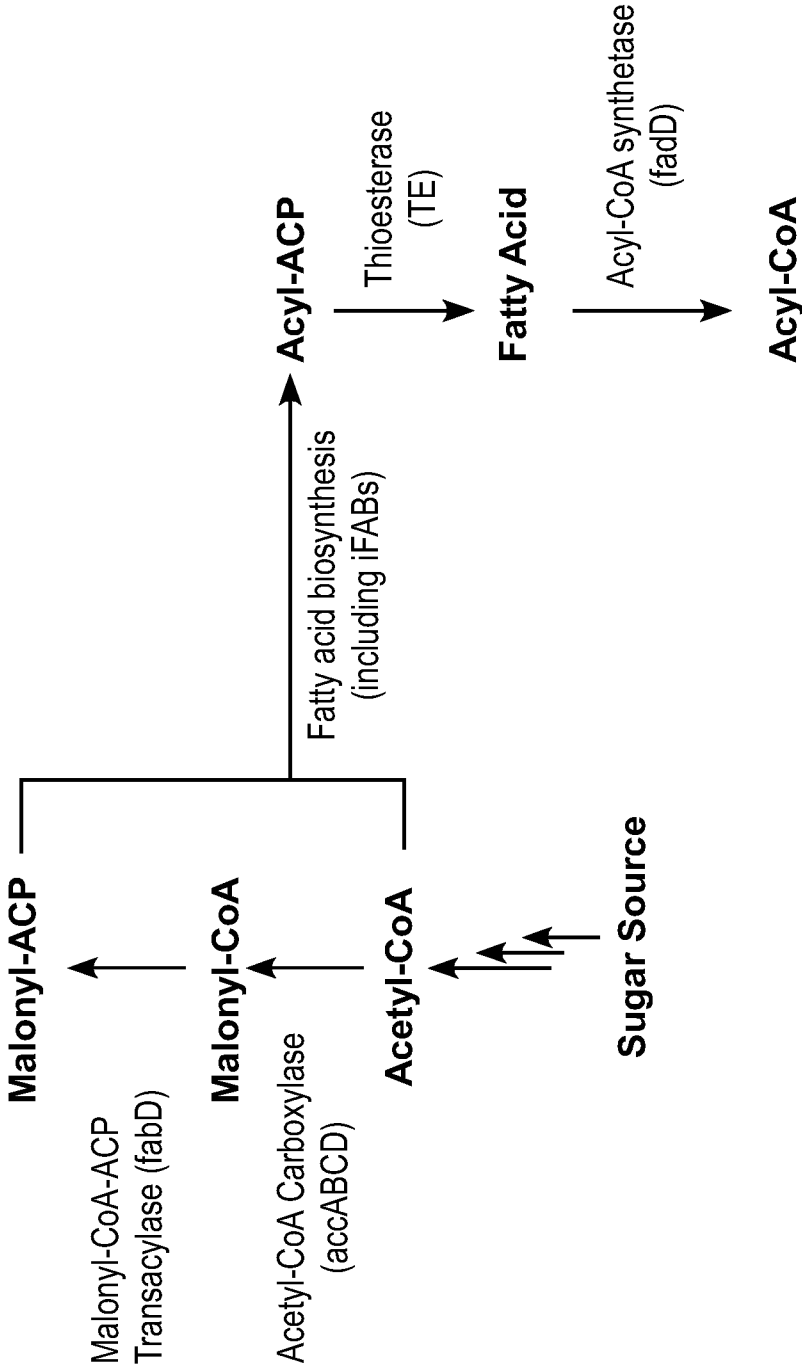 Malonyl-CoA-ACP
Transacylase (fabD)
Malonyl-ACP
Acetyl-CoA Carboxylase
(accABCD)
Malonyl-CoA
Acetyl-CoA
Sugar Source
Fatty acid biosynthesis
(including iFABs)
Acyl-ACP
Thioesterase
(TE)
Fatty Acid
Acyl-CoA synthetase
(fadD)
Acyl-CoA